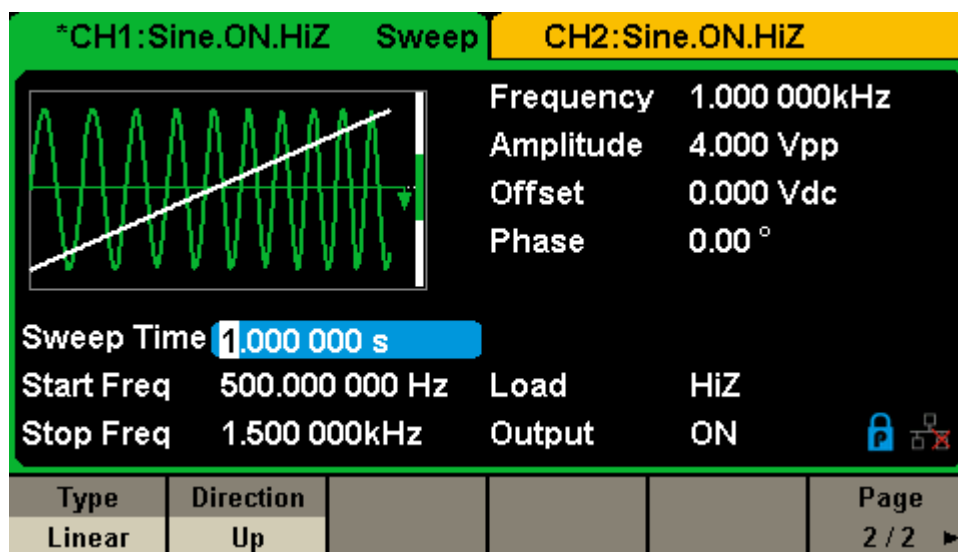 *CH1:Sine.ON.HiZ Sweep CH2:Sine.ON.HiZ
Frequency 1.000 000kHz
Amplitude 4.000 Vpp
Offset 0.000 Vdc
Phase 0.00 °
Sweep Time 1.000 000 s
Start Freq 500.000 000 Hz Load HiZ
Stop Freq 1.500 000kHz Output ON P
Type Direction Page
Linear Up 2 / 2